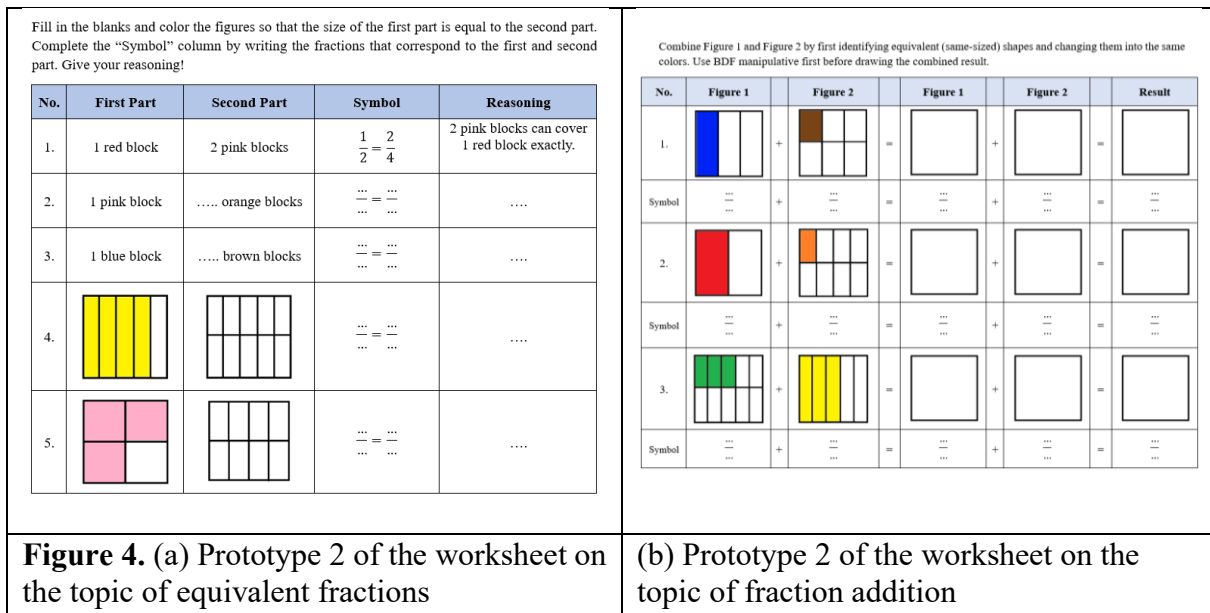 Fill in the blanks and color the figures so that the size of the first part is equal to the second part.
Complete the “Symbol” column by writing the fractions that correspond to the first and second
part. Give your reasoning!
No. First Part Second Part Symbol Reasoning
1. 1 red block 2 pink blocks 1/2 = 2/4 2 pink blocks can cover
1 red block exactly.
2. 1 pink block ….. orange blocks .../... = .../... ….
3. 1 blue block ….. brown blocks .../... = .../... ….
4. .../... = .../... ….
5. .../... = .../... ….
Figure 4. (a) Prototype 2 of the worksheet on
the topic of equivalent fractions
Combine Figure 1 and Figure 2 by first identifying equivalent (same-sized) shapes and changing them into the same
colors. Use BDF manipulative first before drawing the combined result.
No. Figure 1 Figure 2 Figure 1 Figure 2 Result
1. + = + =
Symbol .../... + .../... = .../... + .../... = .../...
2. + = + =
Symbol .../... + .../... = .../... + .../... = .../...
3. + = + =
Symbol .../... + .../... = .../... + .../... = .../...
(b) Prototype 2 of the worksheet on the
topic of fraction addition